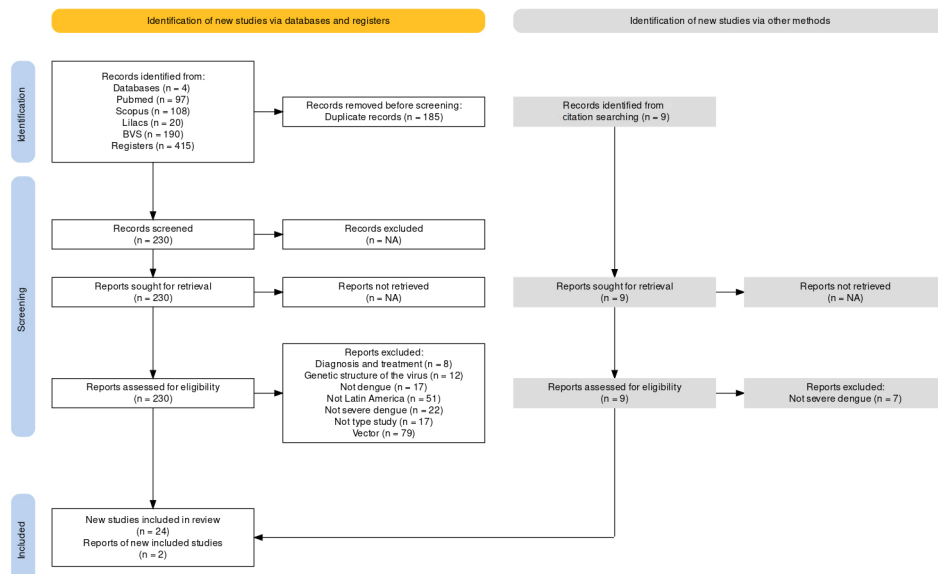 Identification of new studies via databases and registers
Identification of new studies via other methods
Identification
Records identified from:
Databases (n = 4)
Pubmed (n = 97)
Scopus (n = 108)
Lilacs (n = 20)
BVS (n = 190)
Registers (n = 415)
Records removed before screening:
Duplicate records (n = 185)
Records identified from
citation searching (n = 9)
Screening
Records screened
(n = 230)
Records excluded
(n = NA)
Reports sought for retrieval
(n = 230)
Reports not retrieved
(n = NA)
Reports sought for retrieval
(n = 9)
Reports not retrieved
(n = NA)
Reports assessed for eligibility
(n = 230)
Reports excluded:
Diagnosis and treatment (n = 8)
Genetic structure of the virus (n = 12)
Not dengue (n = 17)
Not Latin America (n = 51)
Not severe dengue (n = 22)
Not type study (n = 17)
Vector (n = 79)
Reports assessed for eligibility
(n = 9)
Reports excluded:
Not severe dengue (n = 7)
Included
New studies included in review
(n = 24)
Reports of new included studies
(n = 2)